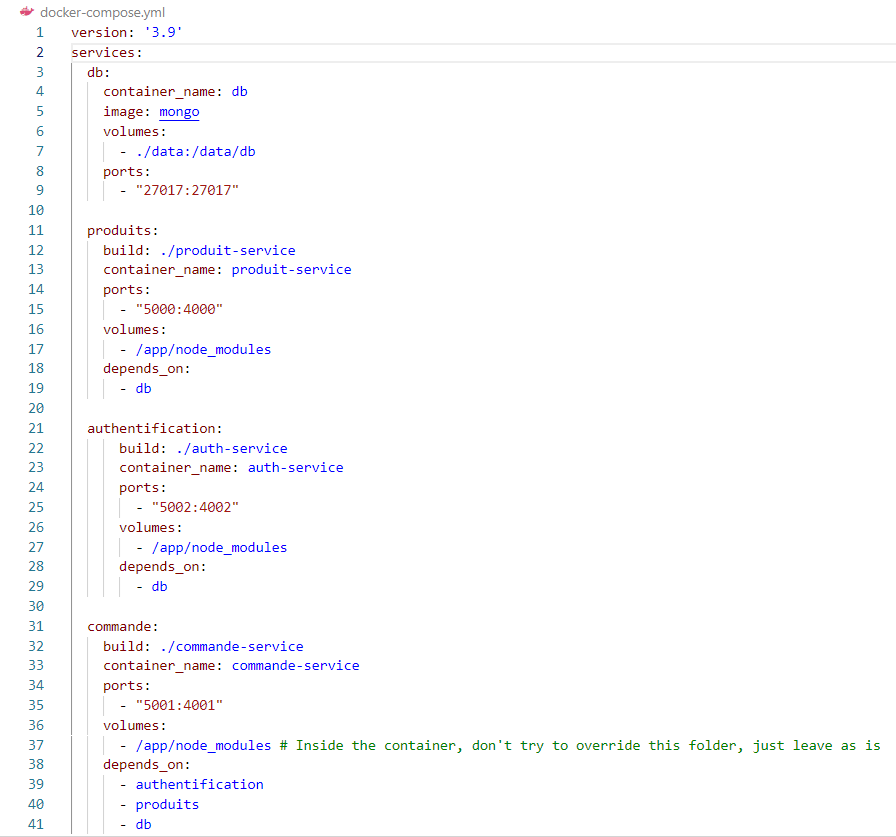 docker-compose.yml
1 version: '3.9'
2 services:
3   db:
4     container_name: db
5     image: mongo
6     volumes:
7       - ./data:/data/db
8     ports:
9       - "27017:27017"
10
11   produits:
12     build: ./produit-service
13     container_name: produit-service
14     ports:
15       - "5000:4000"
16     volumes:
17       - /app/node_modules
18     depends_on:
19       - db
20
21   authentification:
22       build: ./auth-service
23       container_name: auth-service
24       ports:
25         - "5002:4002"
26       volumes:
27         - /app/node_modules
28       depends_on:
29         - db
30
31   commande:
32     build: ./commande-service
33     container_name: commande-service
34     ports:
35       - "5001:4001"
36     volumes:
37       - /app/node_modules # Inside the container, don't try to override this folder, just leave as is
38     depends_on:
39       - authentification
40       - produits
41       - db